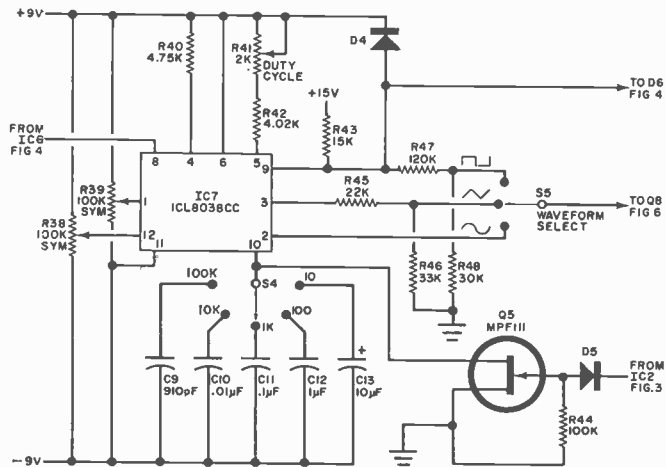 +9V
R40
4.75K
R41
2K
DUTY
CYCLE
D4
TO D6
FIG 4
+15V
R43
15K
R42
4.02K
FROM
IC6
FIG 4
8
4
6
5
9
R47
120K
R39
100K
SYM
1
IC7
ICL8038CC
3
R45
22K
S5
WAVEFORM
SELECT
TO Q8
FIG 6
R38
100K
SYM
12
11
10
2
R46
33K
R48
30K
100K
S4
10
10K
100
1K
Q5
MPF111
D5
FROM
IC2
FIG.3
+
C9
910pF
C10
.01µF
C11
.1µF
C12
1µF
C13
10µF
R44
100K
-9V